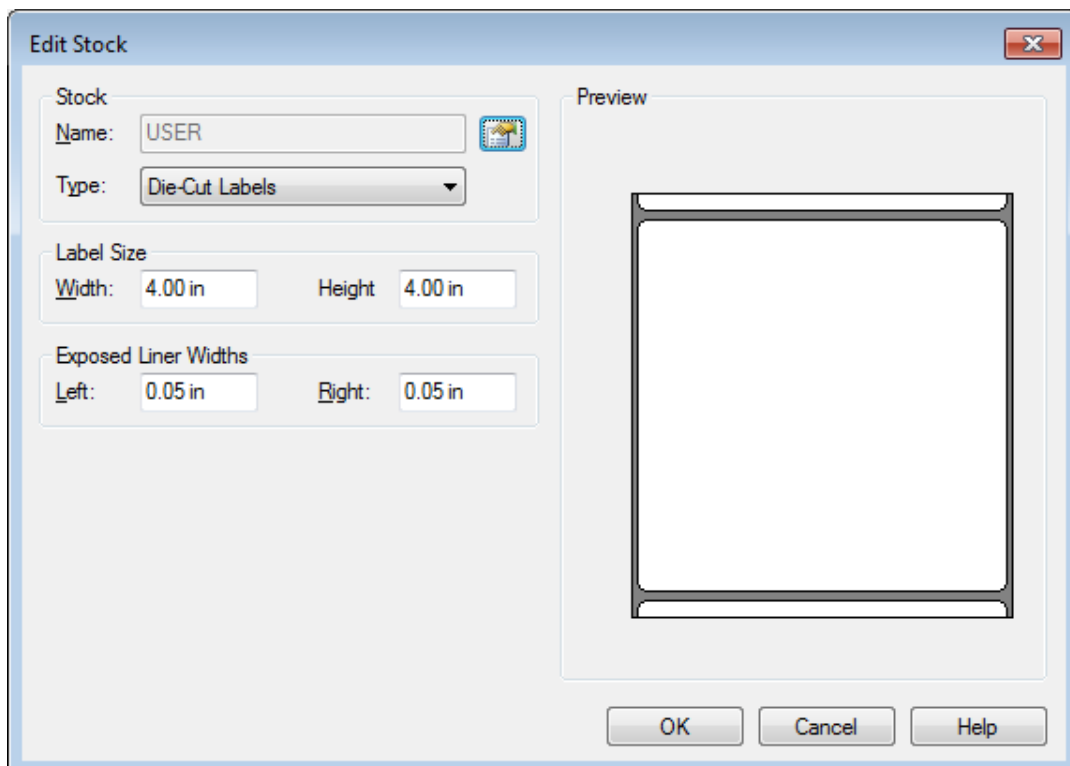 Edit Stock
Stock
Name: USER
Type: Die-Cut Labels
Label Size
Width: 4.00 in Height 4.00 in
Exposed Liner Widths
Left: 0.05 in Right: 0.05 in
Preview
OK Cancel Help